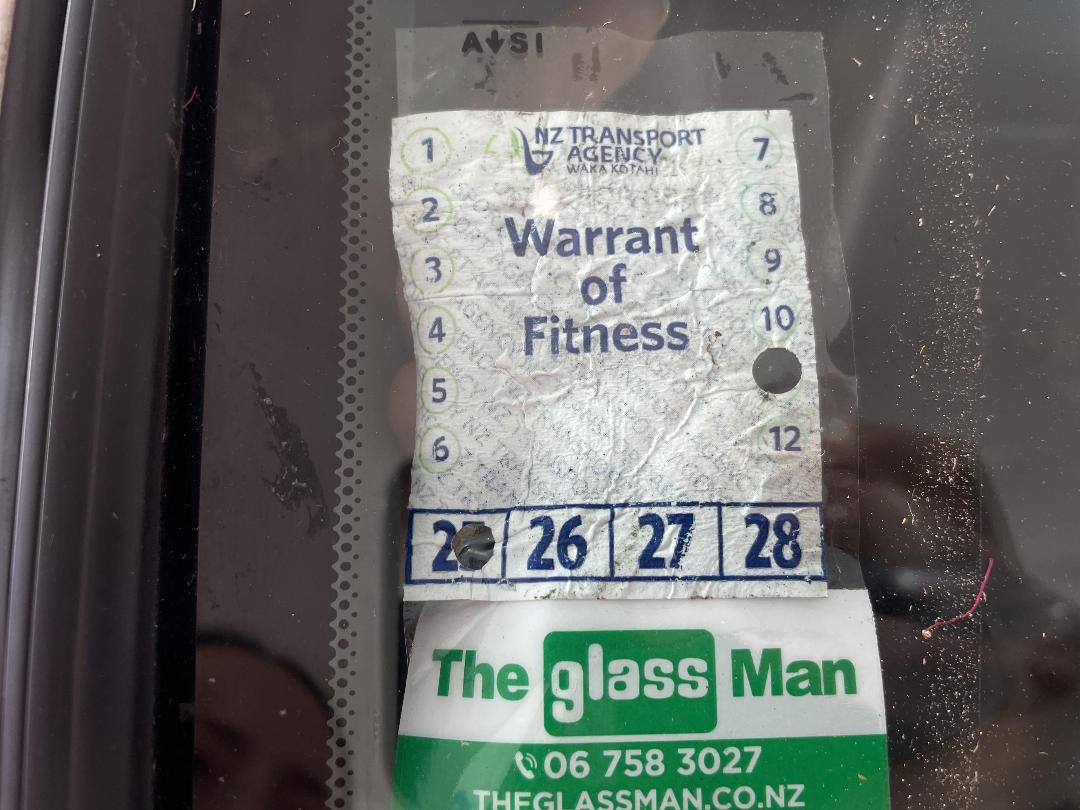 NZ TRANSPORT
AGENCY
WAKA KOTAHI
1
7
2
8
3
9
4
10
5
6
12
Warrant
of
Fitness
26
27
28
The glass Man
06 758 3027
THEGLASSMAN.CO.NZ